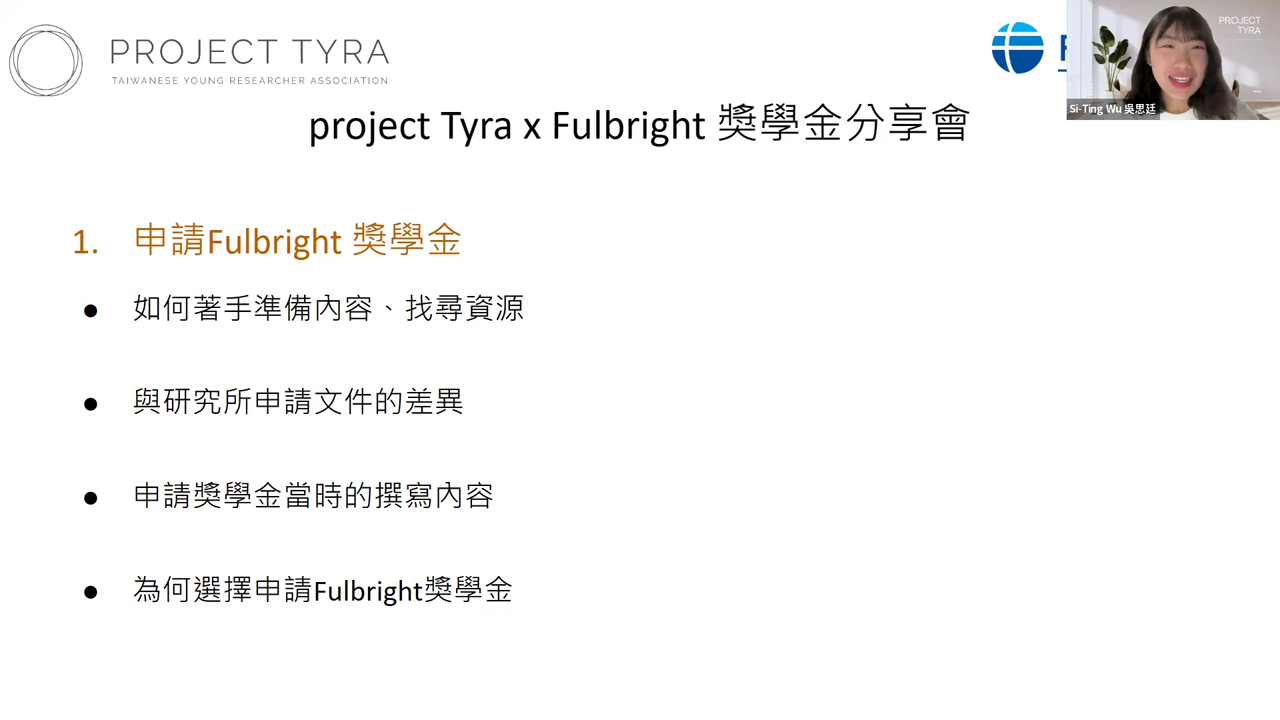 PROJECT TYRA
TAIWANESE YOUNG RESEARCHER ASSOCIATION
PROJECT
TYRA
Si-Ting Wu 吳思廷
project Tyra x Fulbright 獎學金分享會
1. 申請Fulbright 獎學金
● 如何著手準備內容、找尋資源
● 與研究所申請文件的差異
● 申請獎學金當時的撰寫內容
● 為何選擇申請Fulbright獎學金